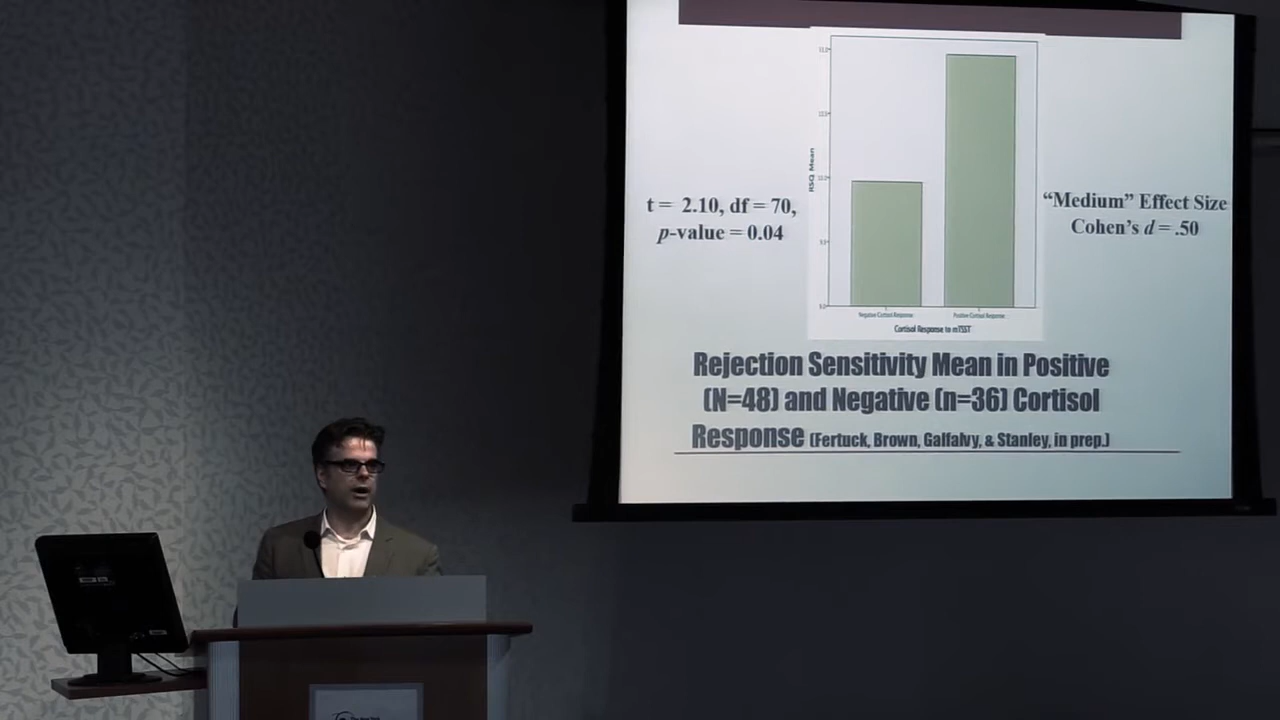 t = 2.10, df = 70,
p-value = 0.04
RSQ Mean
Negative Cortisol Response
Positive Cortisol Response
Cortisol Response to mTSST
“Medium” Effect Size
Cohen’s d = .50
Rejection Sensitivity Mean in Positive
(N=48) and Negative (n=36) Cortisol
Response (Fertuck, Brown, Galfalvy, & Stanley, in prep.)